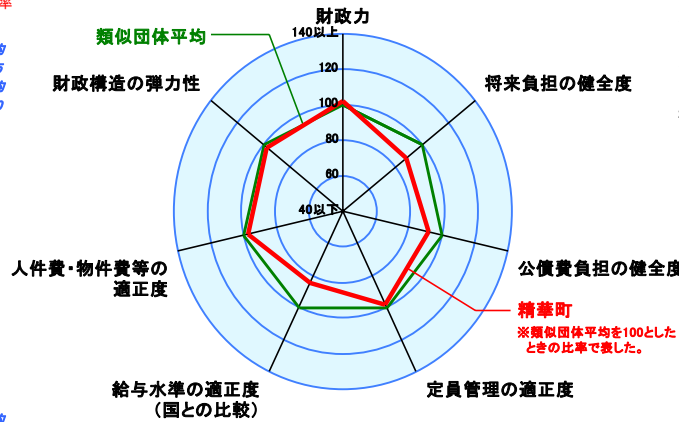 率
財政力
140以上
類似団体平均
均
120
財政構造の弾力性
将来負担の健全度
均
り
100
80
60
40以下
人件費・物件費等の
適正度
公債費負担の健全度
精華町
※類似団体平均を100とした
ときの比率で表した。
給与水準の適正度
（国との比較）
定員管理の適正度
均